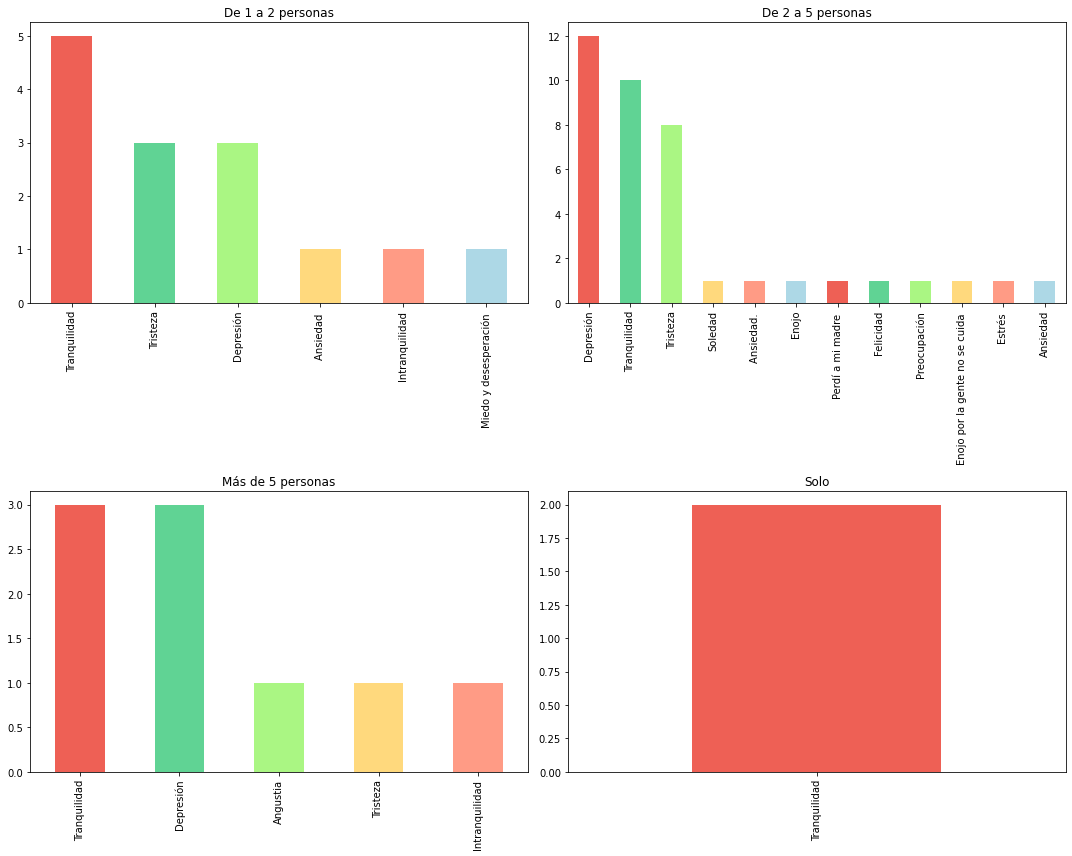 De 1 a 2 personas
5
4
3
2
1
0
Tranquilidad
Tristeza
Depresión
Ansiedad
Intranquilidad
Miedo y desesperación
De 2 a 5 personas
12
10
8
6
4
2
0
Depresión
Tranquilidad
Tristeza
Soledad
Ansiedad.
Enojo
Perdí a mi madre
Felicidad
Preocupación
Enojo por la gente no se cuida
Estrés
Ansiedad
Más de 5 personas
3.0
2.5
2.0
1.5
1.0
0.5
0.0
Tranquilidad
Depresión
Angustia
Tristeza
Intranquilidad
Solo
2.00
1.75
1.50
1.25
1.00
0.75
0.50
0.25
0.00
Tranquilidad